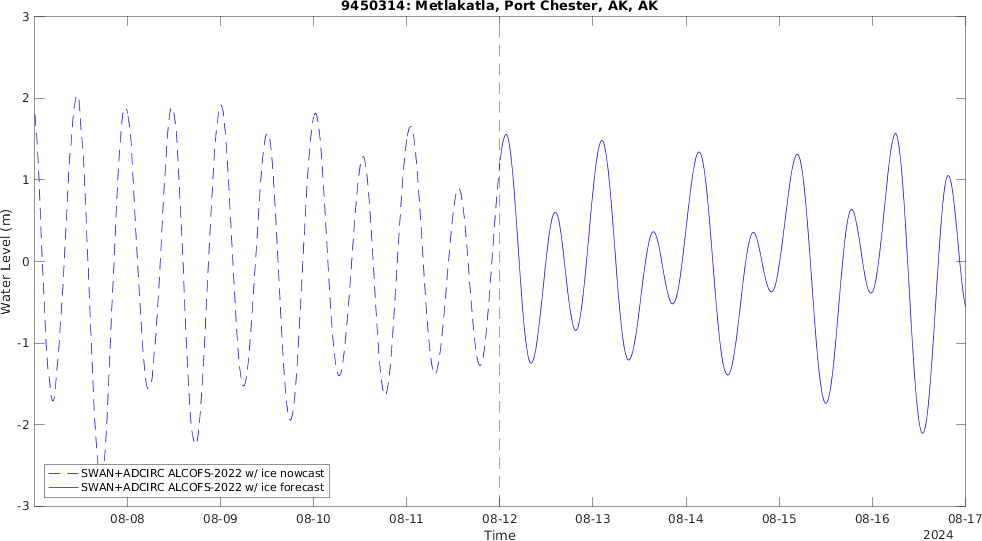 9450314: Metlakatla, Port Chester, AK, AK
Water Level (m)
3
2
1
0
-1
-2
-3
SWAN+ADCIRC ALCOFS-2022 w/ ice nowcast
SWAN+ADCIRC ALCOFS-2022 w/ ice forecast
08-08 08-09 08-10 08-11 08-12 08-13 08-14 08-15 08-16 08-17
Time
2024